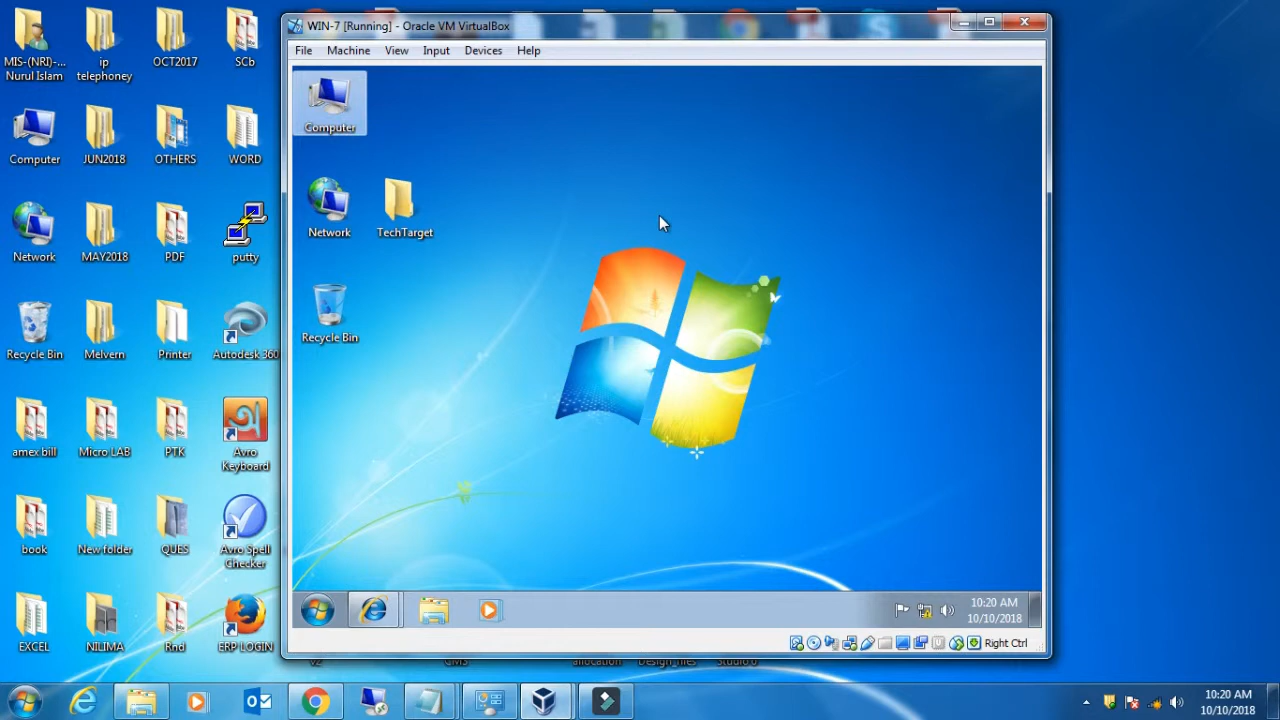 WIN-7 [Running] - Oracle VM VirtualBox
File Machine View Input Devices Help
MIS-(NRI)-...
Nurul Islam
ip
telephoney
OCT2017
SCb
Computer
JUN2018
OTHERS
WORD
Network
MAY2018
PDF
putty
Recycle Bin
Melvern
Printer
Autodesk 360
amex bill
Micro LAB
PTK
Avro
Keyboard
book
New folder
QUES
Avro Spell
Checker
EXCEL
NILIMA
Rnd
ERP LOGIN
Computer
Network
TechTarget
Recycle Bin
10:20 AM
10/10/2018
Right Ctrl
10:20 AM
10/10/2018